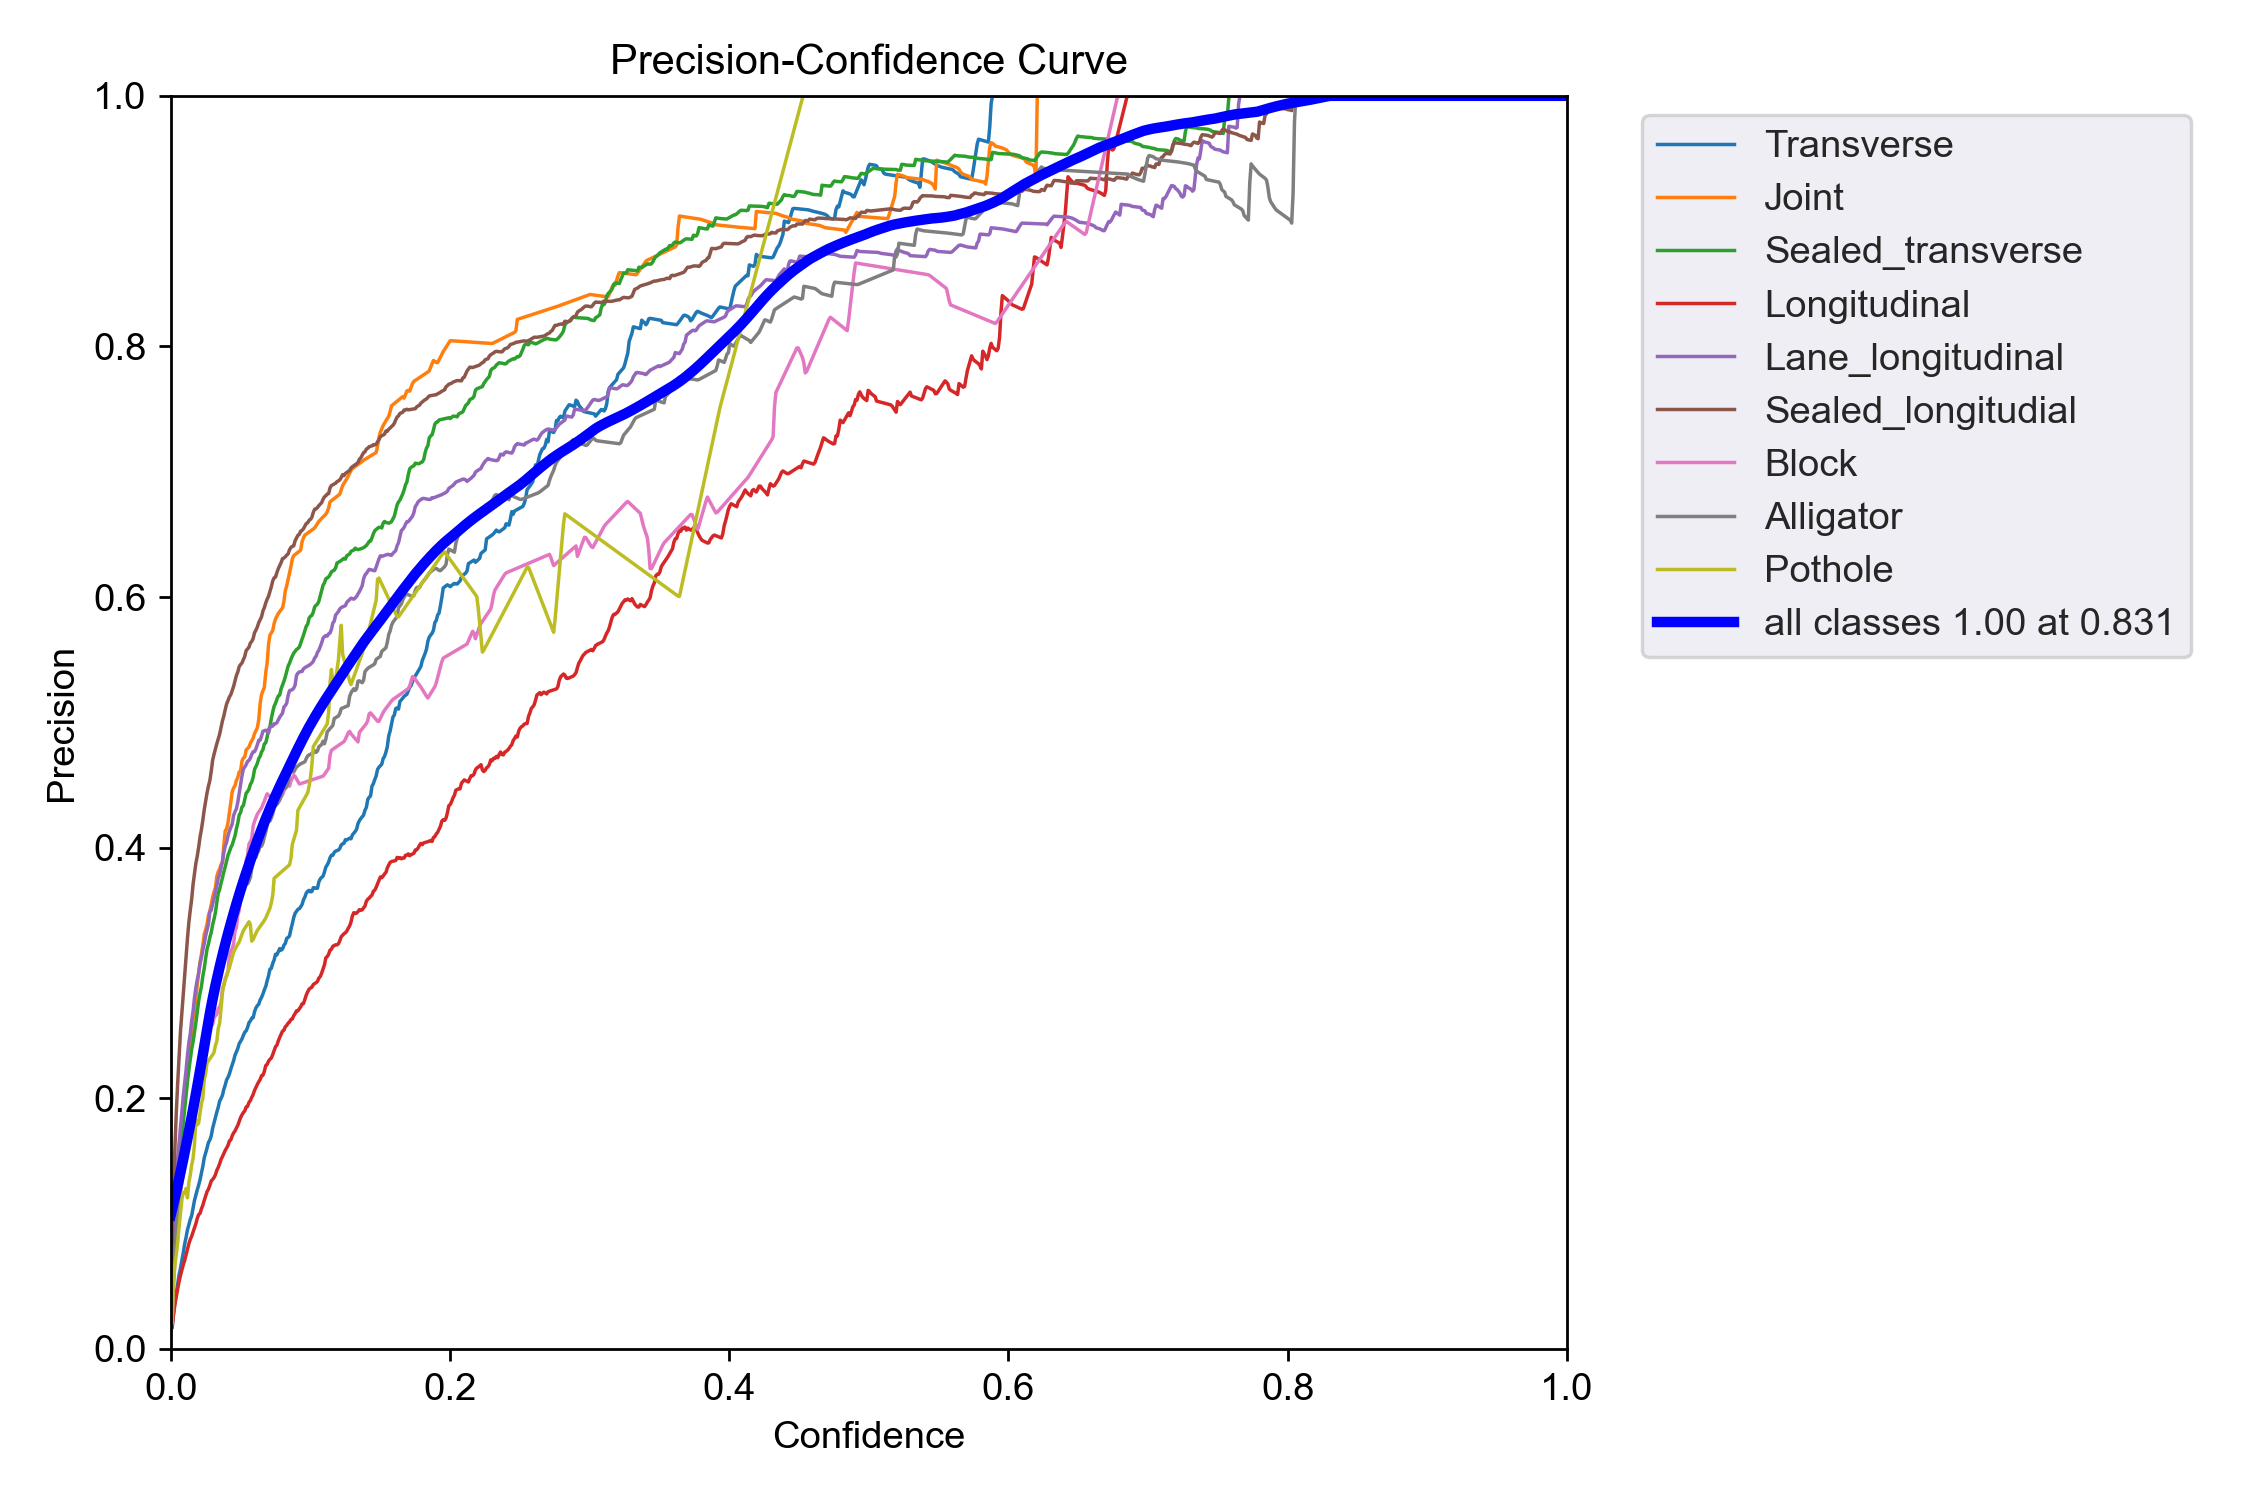 Precision-Confidence Curve
1.0
0.8
0.6
0.4
0.2
0.0
Precision
0.0 0.2 0.4 0.6 0.8 1.0
Confidence
Transverse
Joint
Sealed_transverse
Longitudinal
Lane_longitudinal
Sealed_longitudial
Block
Alligator
Pothole
all classes 1.00 at 0.831